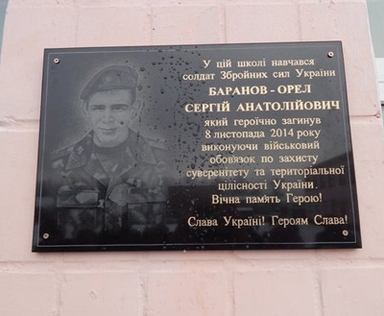 У цій школі навчався
солдат Збройних сил України
БАРАНОВ - ОРЕЛ
СЕРГІЙ АНАТОЛІЙОВИЧ
який героїчно загинув
8 листопада 2014 року
виконуючи військовий
обов'язок по захисту
суверенітету та територіальної
цілісності України.
Вічна пам'ять Герою!
Слава Україні! Героям Слава!